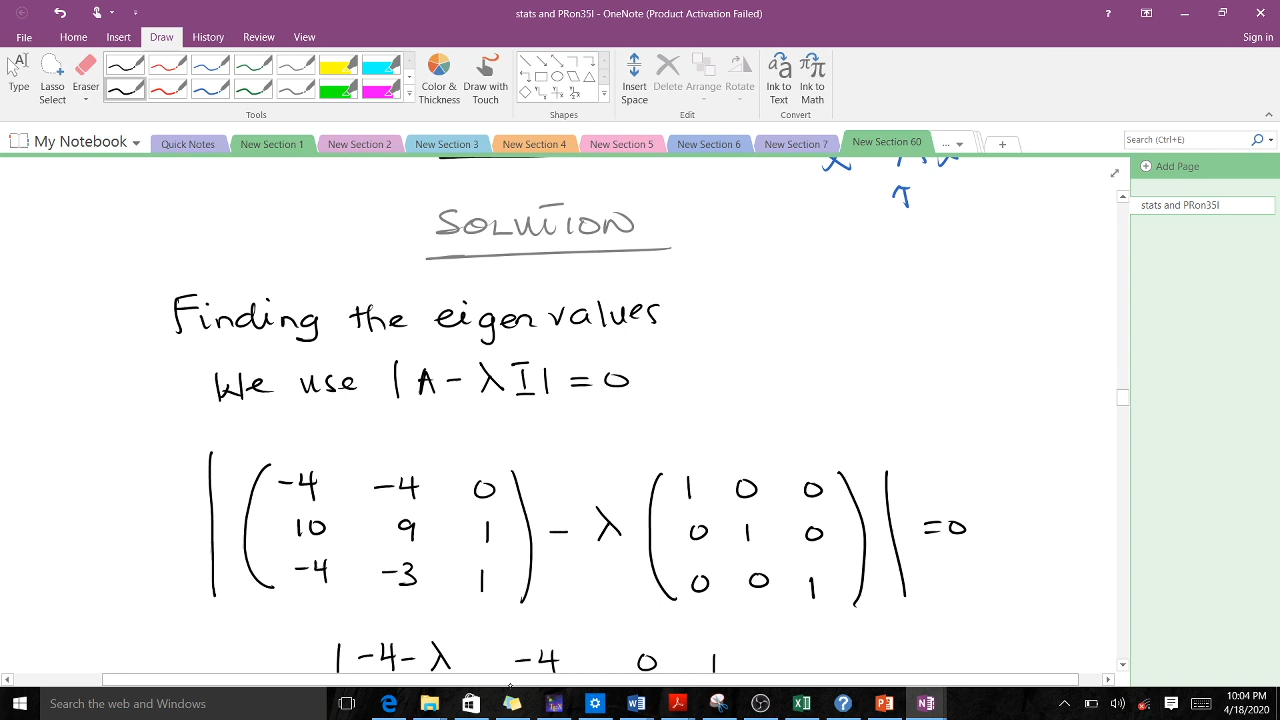 stats and PRon35l - OneNote (Product Activation Failed)
File Home Insert Draw History Review View
Sign in
Type
Lasso Select
Eraser
Color & Thickness
Draw with Touch
Insert Space
Delete
Arrange
Rotate
Ink to Text
Ink to Math
Tools
Shapes
Edit
Convert
My Notebook
Quick Notes
New Section 1
New Section 2
New Section 3
New Section 4
New Section 5
New Section 6
New Section 7
New Section 60
...
Search (Ctrl+E)
Add Page
stats and PRon35l
SOLUTION
Finding the eigen values
We use |A - λI| = 0
|(-4 -4 0
10 9 1
-4 -3 1) - λ (1 0 0
0 1 0
0 0 1)| = 0
|-4-λ -4 0 |
Search the web and Windows
10:04 PM
4/18/2020